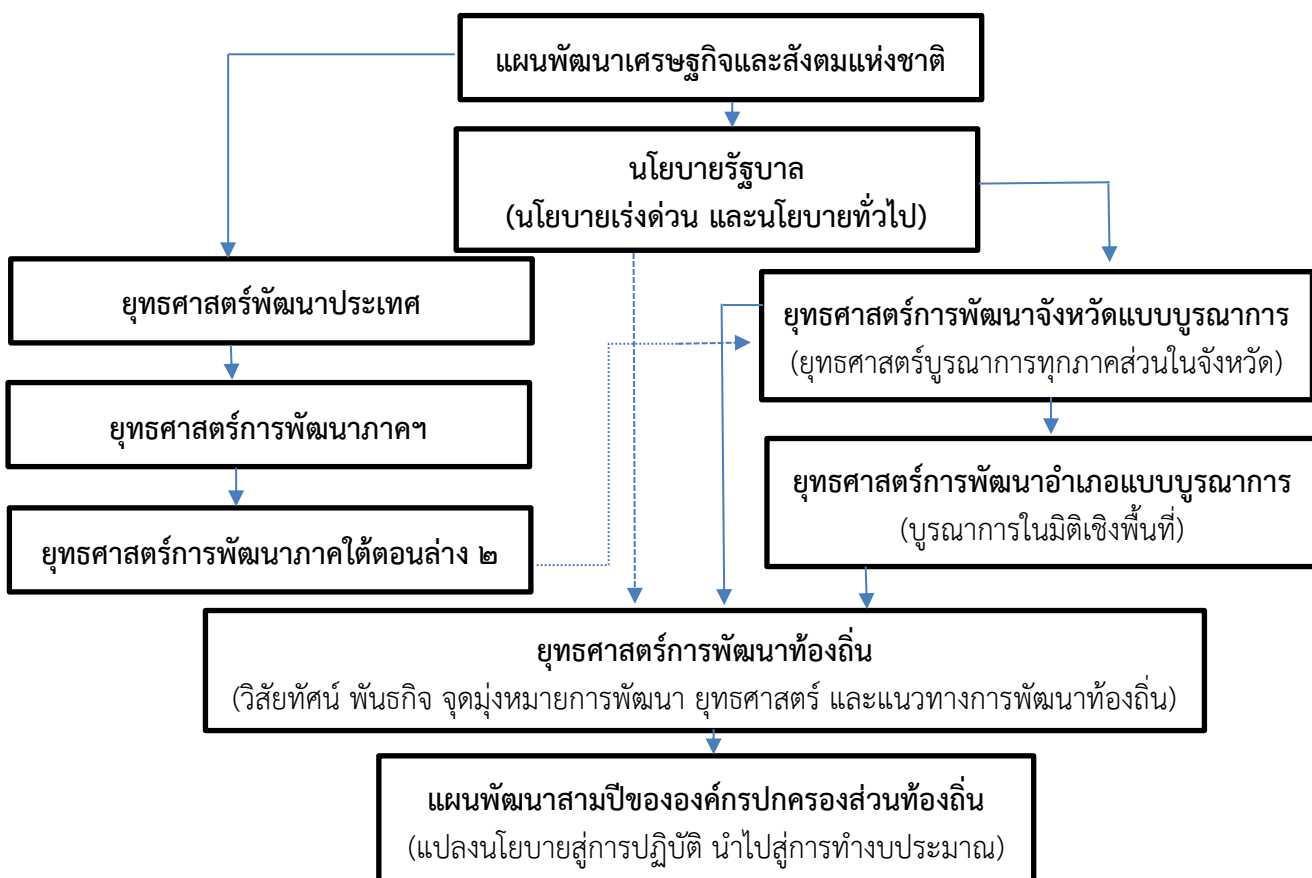 แผนพัฒนาเศรษฐกิจและสังตมแห่งชาติ
นโยบายรัฐบาล
(นโยบายเร่งด่วน และนโยบายทั่วไป)
ยุทธศาสตร์พัฒนาประเทศ
ยุทธศาสตร์การพัฒนาจังหวัดแบบบูรณาการ
(ยุทธศาสตร์บูรณาการทุกภาคส่วนในจังหวัด)
ยุทธศาสตร์การพัฒนาภาคฯ
ยุทธศาสตร์การพัฒนาอำเภอแบบบูรณาการ
(บูรณาการในมิติเชิงพื้นที่)
ยุทธศาสตร์การพัฒนาภาคใต้ตอนล่าง ๒
ยุทธศาสตร์การพัฒนาท้องถิ่น
(วิสัยทัศน์ พันธกิจ จุดมุ่งหมายการพัฒนา ยุทธศาสตร์ และแนวทางการพัฒนาท้องถิ่น)
แผนพัฒนาสามปีขององค์กรปกครองส่วนท้องถิ่น
(แปลงนโยบายสู่การปฏิบัติ นำไปสู่การทำงบประมาณ)